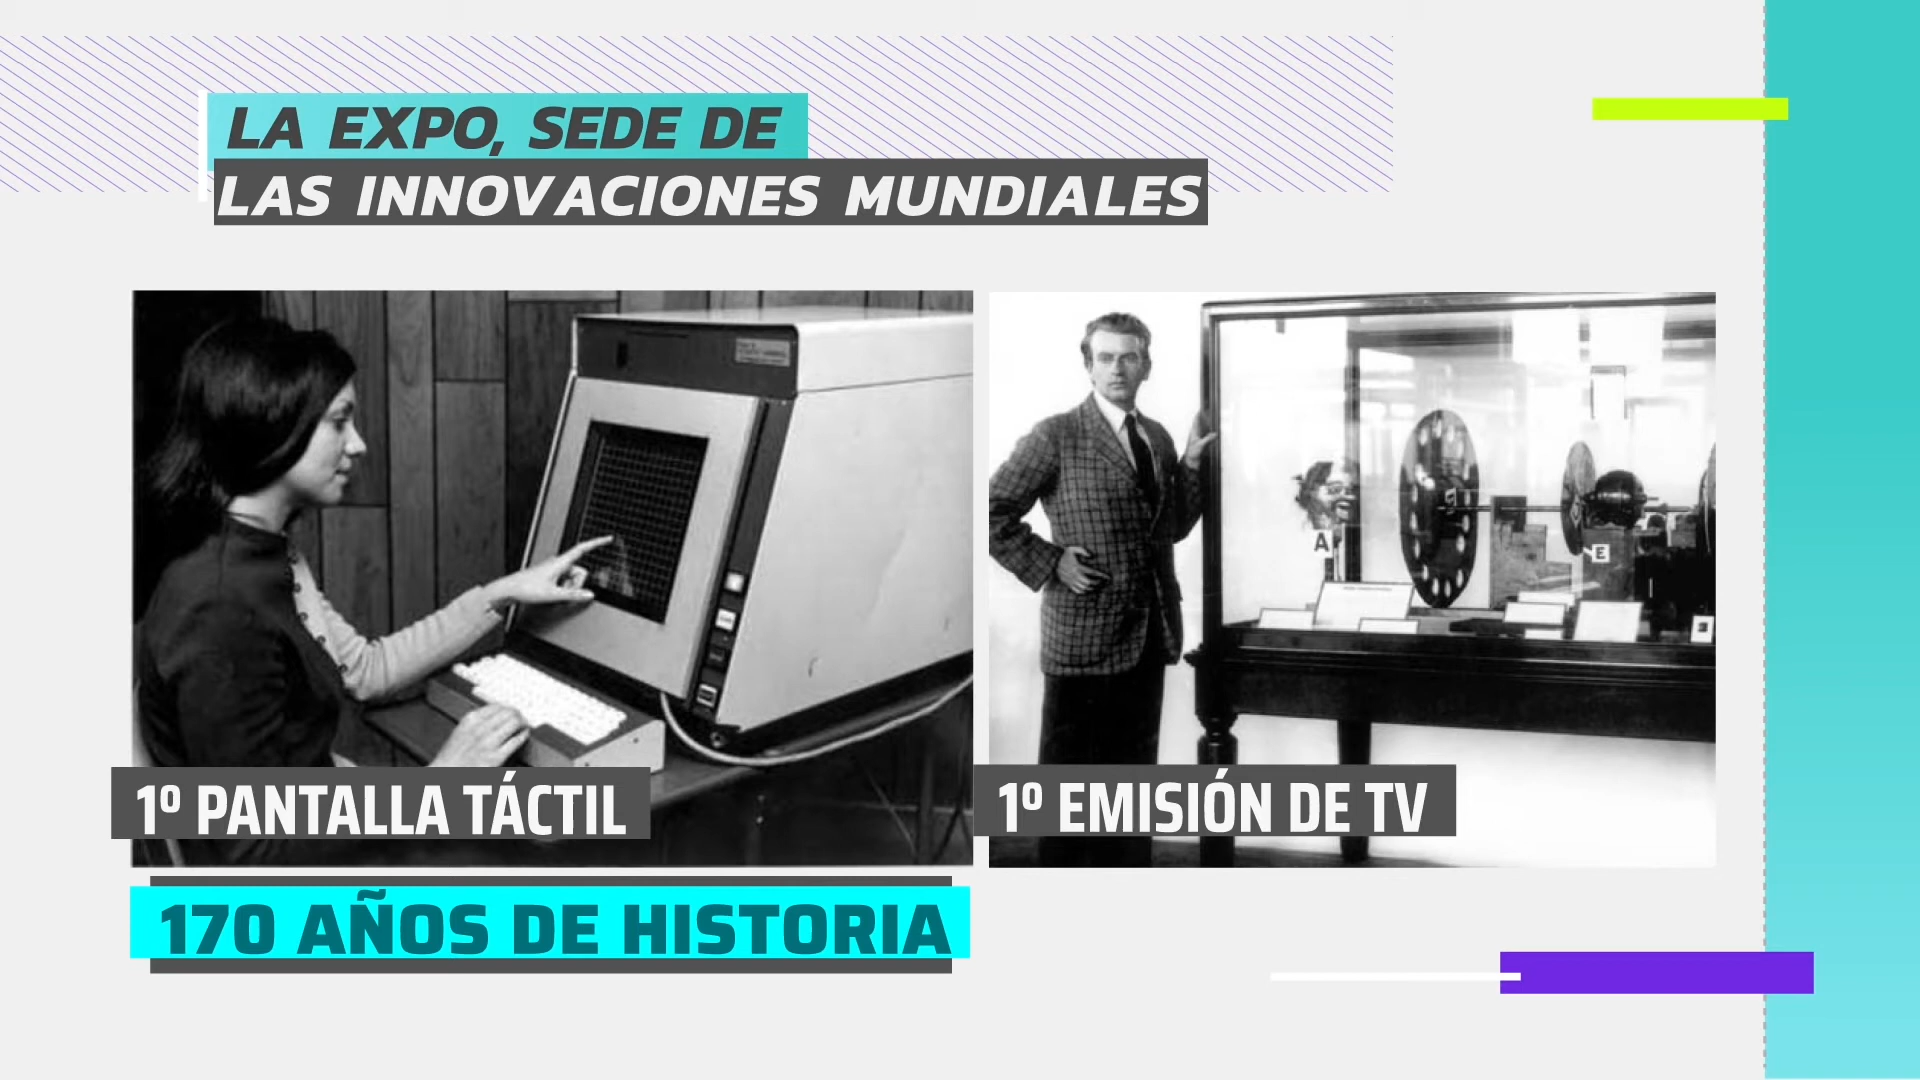 LA EXPO, SEDE DE
LAS INNOVACIONES MUNDIALES
A
E
1º PANTALLA TÁCTIL
1º EMISIÓN DE TV
170 AÑOS DE HISTORIA